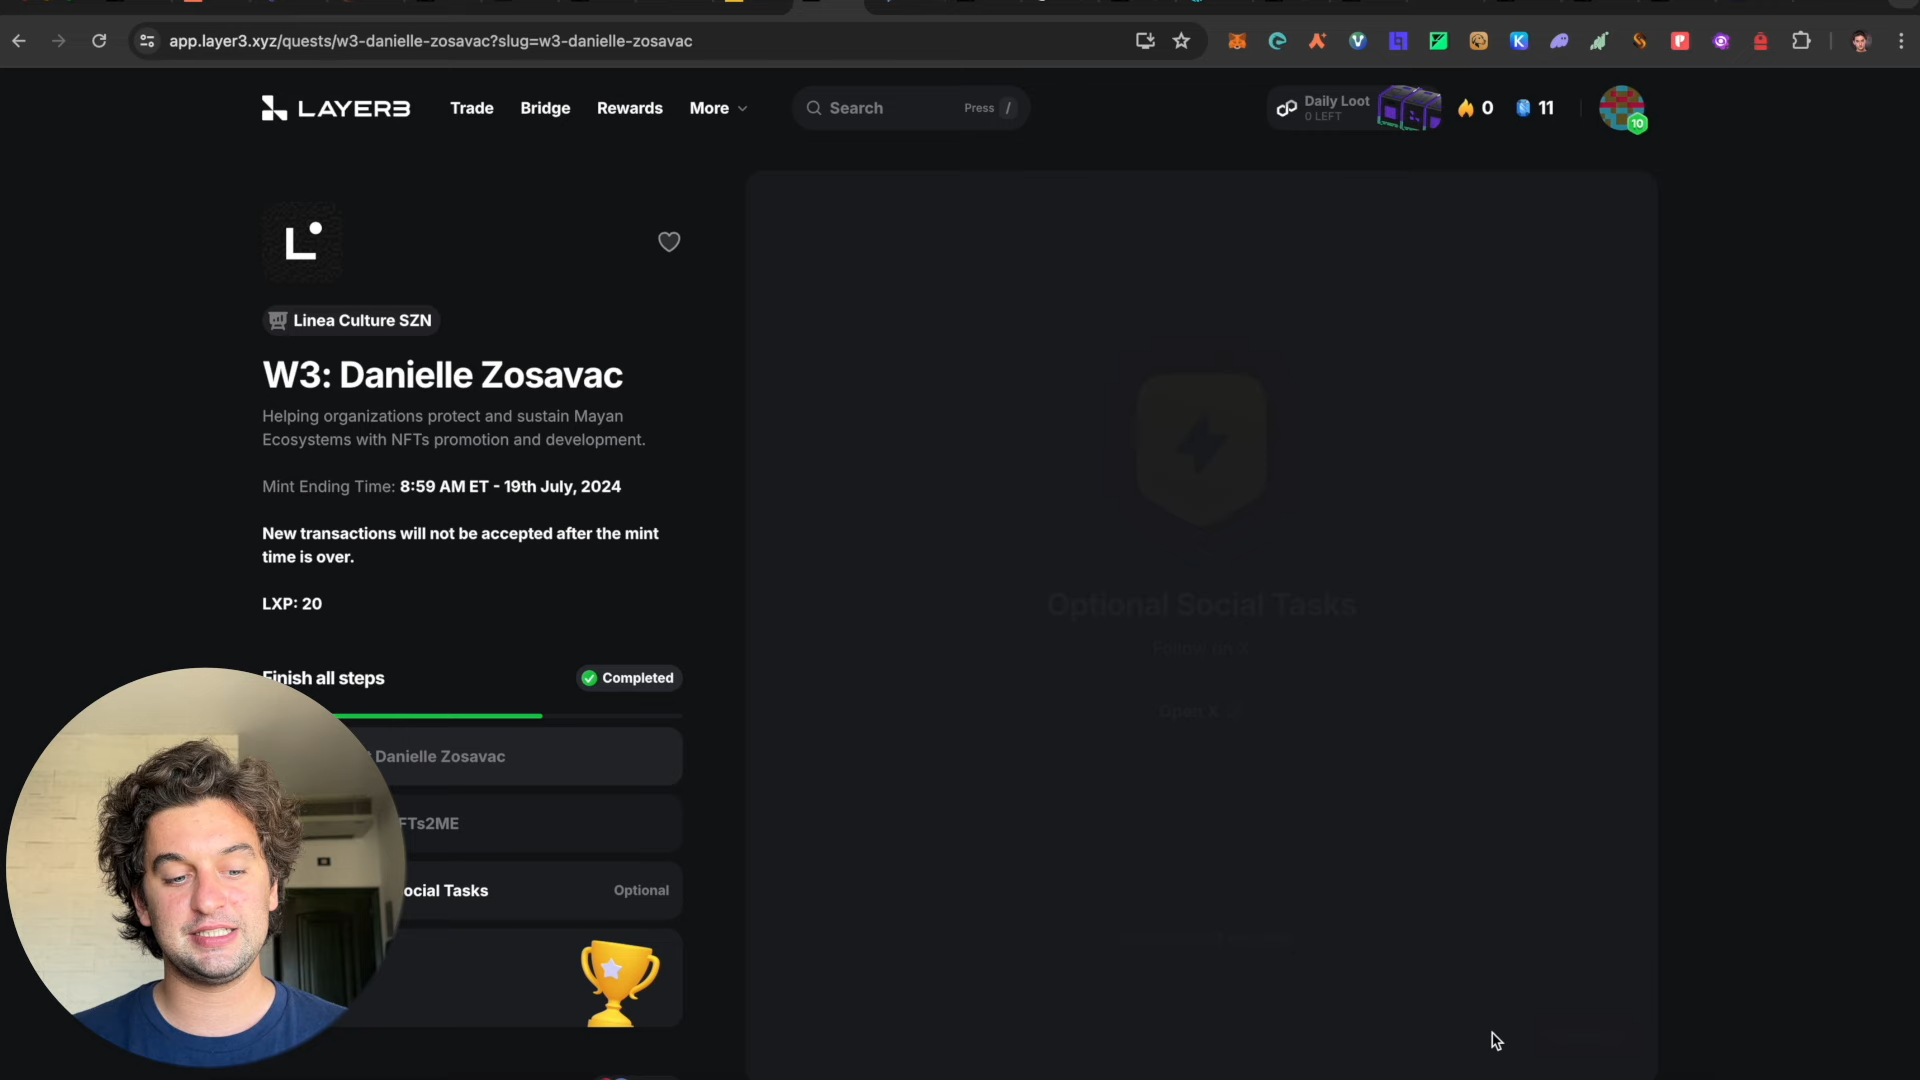 app.layer3.xyz/quests/w3-danielle-zosavac?slug=w3-danielle-zosavac
LAYER3
Trade
Bridge
Rewards
More
Search
Press /
Daily Loot
0 LEFT
0
11
10
Linea Culture SZN
W3: Danielle Zosavac
Helping organizations protect and sustain Mayan
Ecosystems with NFTs promotion and development.
Mint Ending Time: 8:59 AM ET - 19th July, 2024
New transactions will not be accepted after the mint
time is over.
LXP: 20
Finish all steps
Completed
Danielle Zosavac
FTs2ME
ocial Tasks
Optional
Optional Social Tasks
Follow on X
Open X